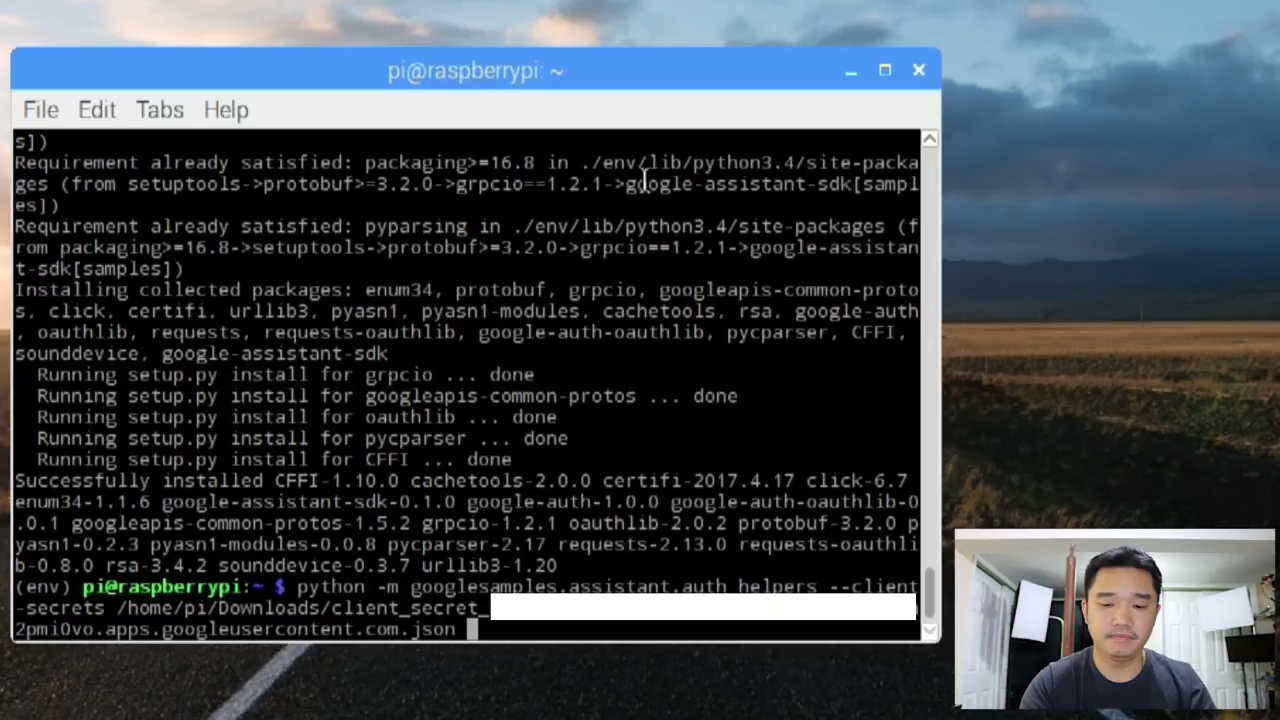 pi@raspberrypi: ~
File Edit Tabs Help
s])
Requirement already satisfied: packaging>=16.8 in ./env/lib/python3.4/site-packa
ges (from setuptools->protobuf>=3.2.0->grpcio==1.2.1->google-assistant-sdk[sampl
es])
Requirement already satisfied: pyparsing in ./env/lib/python3.4/site-packages (f
rom packaging>=16.8->setuptools->protobuf>=3.2.0->grpcio==1.2.1->google-assistan
t-sdk[samples])
Installing collected packages: enum34, protobuf, grpcio, googleapis-common-proto
s, click, certifi, urllib3, pyasn1, pyasn1-modules, cachetools, rsa, google-auth
, oauthlib, requests, requests-oauthlib, google-auth-oauthlib, pycparser, CFFI,
sounddevice, google-assistant-sdk
Running setup.py install for grpcio ... done
Running setup.py install for googleapis-common-protos ... done
Running setup.py install for oauthlib ... done
Running setup.py install for pycparser ... done
Running setup.py install for CFFI ... done
Successfully installed CFFI-1.10.0 cachetools-2.0.0 certifi-2017.4.17 click-6.7
enum34-1.1.6 google-assistant-sdk-0.1.0 google-auth-1.0.0 google-auth-oauthlib-0
.0.1 googleapis-common-protos-1.5.2 grpcio-1.2.1 oauthlib-2.0.2 protobuf-3.2.0 p
yasn1-0.2.3 pyasn1-modules-0.0.8 pycparser-2.17 requests-2.13.0 requests-oauthli
b-0.8.0 rsa-3.4.2 sounddevice-0.3.7 urllib3-1.20
(env) pi@raspberrypi:~ $ python -m googlesamples.assistant.auth_helpers --client
-secrets /home/pi/Downloads/client_secret_
2pmi0vo.apps.googleusercontent.com.json